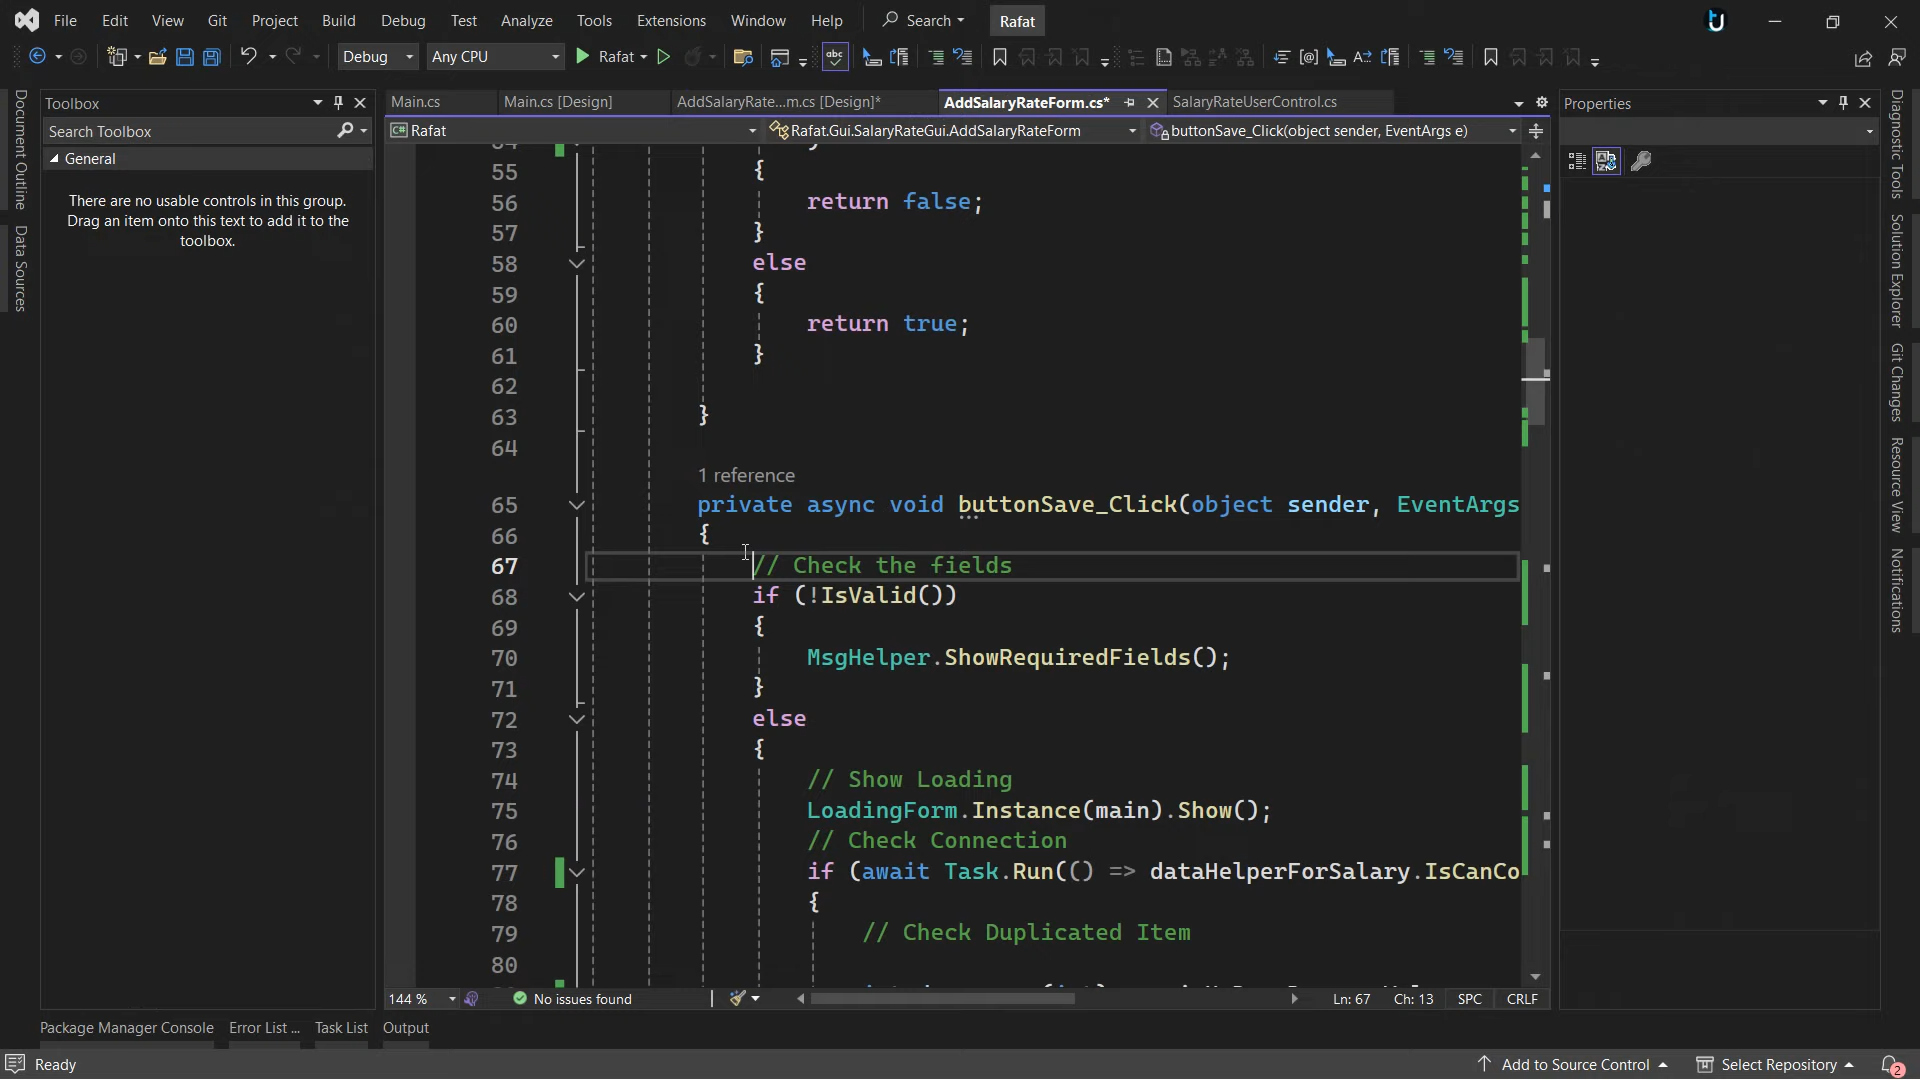 File Edit View Git Project Build Debug Test Analyze Tools Extensions Window Help Search Rafat
Debug Any CPU Rafat
Document Outline
Data Sources
Toolbox
Search Toolbox
General
There are no usable controls in this group.
Drag an item onto this text to add it to the
toolbox.
Main.cs Main.cs [Design] AddSalaryRate...m.cs [Design]* AddSalaryRateForm.cs* SalaryRateUserControl.cs
Rafat Rafat.Gui.SalaryRateGui.AddSalaryRateForm buttonSave_Click(object sender, EventArgs e)
55 {
56 return false;
57 }
58 else
59 {
60 return true;
61 }
62
63 }
64
1 reference
65 private async void buttonSave_Click(object sender, EventArgs
66 {
67 // Check the fields
68 if (!IsValid())
69 {
70 MsgHelper.ShowRequiredFields();
71 }
72 else
73 {
74 // Show Loading
75 LoadingForm.Instance(main).Show();
76 // Check Connection
77 if (await Task.Run(() => dataHelperForSalary.IsCanCo
78 {
79 // Check Duplicated Item
80
144 % No issues found Ln: 67 Ch: 13 SPC CRLF
Properties
Diagnostic Tools
Solution Explorer
Git Changes
Resource View
Notifications
Package Manager Console Error List ... Task List Output
Ready Add to Source Control Select Repository 2